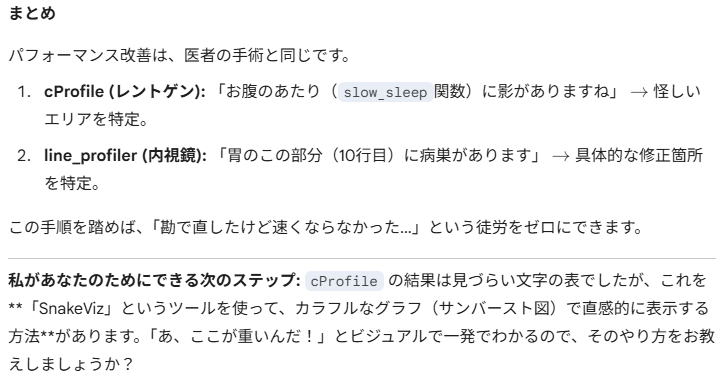 まとめ
パフォーマンス改善は、医者の手術と同じです。
1. cProfile (レントゲン): 「お腹のあたり（slow_sleep関数）に影がありますね」 → 怪しい
エリアを特定。
2. line_profiler (内視鏡): 「胃のこの部分（10行目）に病巣があります」 → 具体的な修正箇所
を特定。
この手順を踏めば、「勘で直したけど速くならなかった...」という徒労をゼロにできます。
私があなたのためにできる次のステップ: cProfile の結果は見づらい文字の表でしたが、これを
**「SnakeViz」というツールを使って、カラフルなグラフ（サンバースト図）で直感的に表示する
方法**があります。「あ、ここが重いんだ！」とビジュアルで一発でわかるので、そのやり方をお教
えしましょうか？